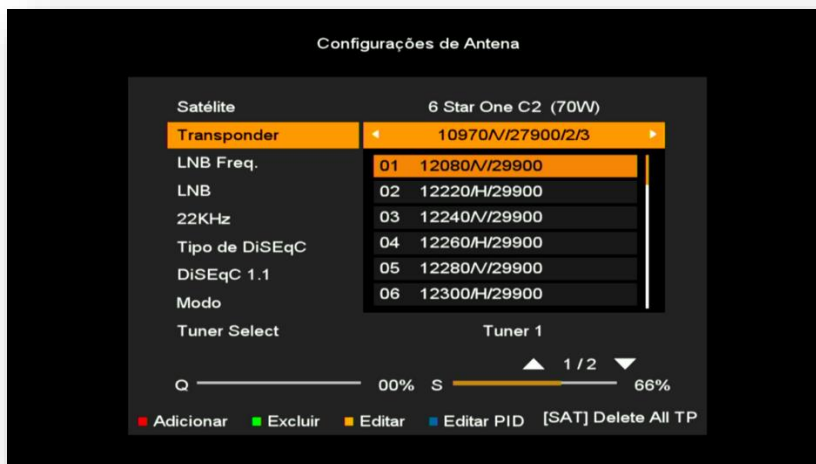 Configurações de Antena
Satélite 6 Star One C2 (70W)
Transponder 10970/V/27900/2/3
LNB Freq.
01 12080/V/29900
LNB
02 12220/H/29900
22KHz
03 12240/V/29900
Tipo de DiSEqC
04 12260/H/29900
DiSEqC 1.1
05 12280/V/29900
Modo
06 12300/H/29900
Tuner Select Tuner 1
1/2
Q 00% S 66%
Adicionar Excluir Editar Editar PID [SAT] Delete All TP